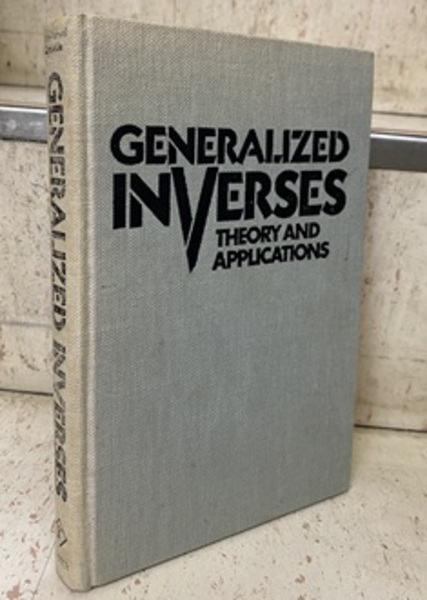 GENERALIZED
INVERSES
THEORY AND
APPLICATIONS
GENERALIZED INVERSES